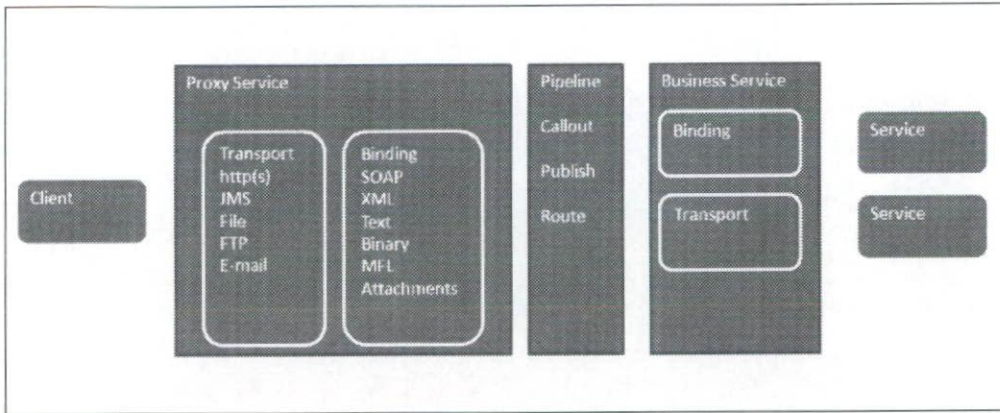 Client
Proxy Service
Transport
http(s)
JMS
File
FTP
E-mail
Binding
SOAP
XML
Text
Binary
MFL
Attachments
Pipeline
Callout
Publish
Route
Business Service
Binding
Transport
Service
Service